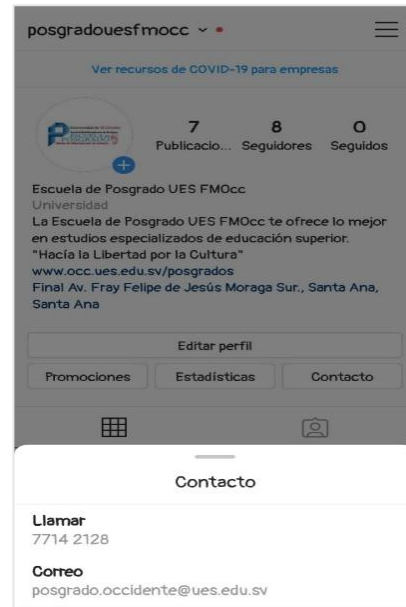 posgradouesfmocc
Ver recursos de COVID-19 para empresas
7
8
0
Publicacio...
Seguidores
Seguidos
Escuela de Posgrado UES FMOcc
Universidad
La Escuela de Posgrado UES FMOcc te ofrece lo mejor
en estudios especializados de educación superior.
"Hacía la Libertad por la Cultura"
www.occ.ues.edu.sv/posgrados
Final Av. Fray Felipe de Jesús Moraga Sur., Santa Ana,
Santa Ana
Editar perfil
Promociones
Estadísticas
Contacto
Contacto
Llamar
7714 2128
Correo
posgrado.occidente@ues.edu.sv